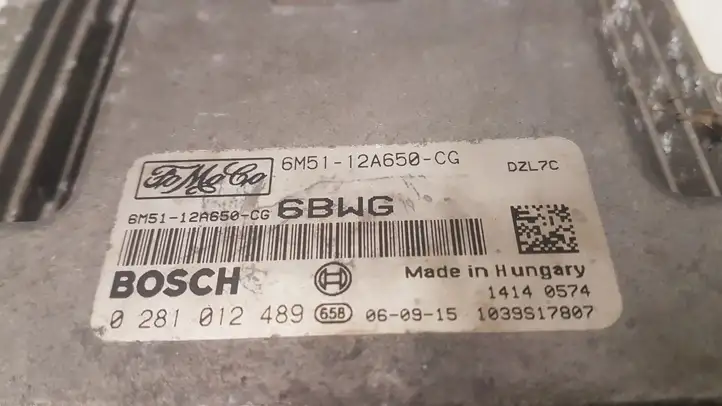 FoMoCo 6M51-12A650-CG DZL7C
6M51-12A650-CG 6BWG
BOSCH Made in Hungary
1414 0574
0 281 012 489 658 06-09-15 1039S17807